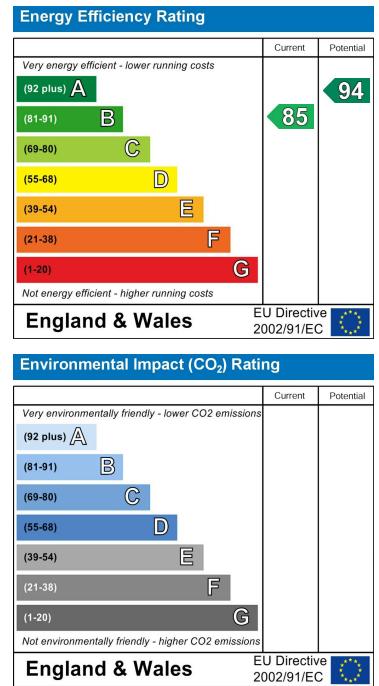 Energy Efficiency Rating
Current Potential
Very energy efficient - lower running costs
(92 plus) A 94
(81-91) B 85
(69-80) C
(55-68) D
(39-54) E
(21-38) F
(1-20) G
Not energy efficient - higher running costs
England & Wales
EU Directive
2002/91/EC
Environmental Impact (CO₂) Rating
Current Potential
Very environmentally friendly - lower CO2 emissions
(92 plus) A
(81-91) B
(69-80) C
(55-68) D
(39-54) E
(21-38) F
(1-20) G
Not environmentally friendly - higher CO2 emissions
England & Wales
EU Directive
2002/91/EC